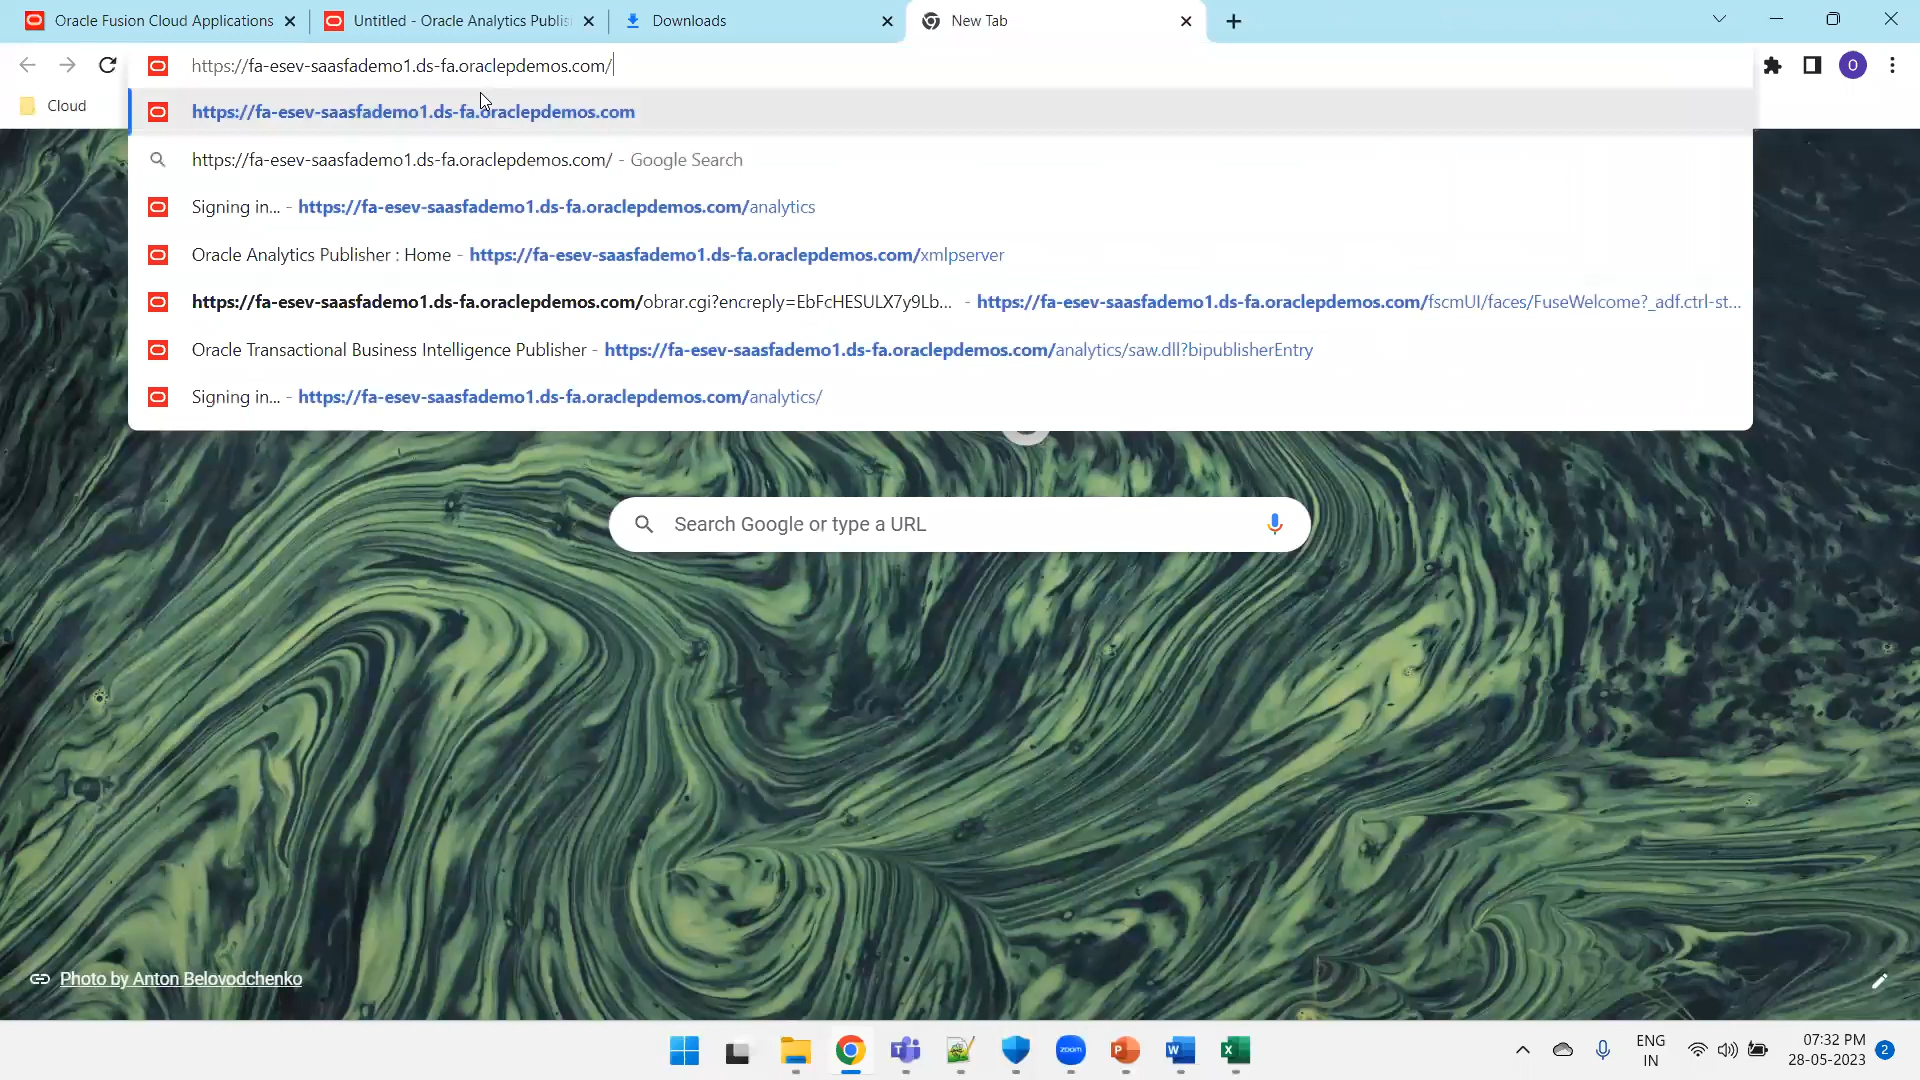 Oracle Fusion Cloud Applications
Untitled - Oracle Analytics Publis
Downloads
New Tab
https://fa-esev-saasfademo1.ds-fa.oraclepdemos.com/
O
Cloud
https://fa-esev-saasfademo1.ds-fa.oraclepdemos.com
https://fa-esev-saasfademo1.ds-fa.oraclepdemos.com/ - Google Search
Signing in... - https://fa-esev-saasfademo1.ds-fa.oraclepdemos.com/analytics
Oracle Analytics Publisher : Home - https://fa-esev-saasfademo1.ds-fa.oraclepdemos.com/xmlpserver
https://fa-esev-saasfademo1.ds-fa.oraclepdemos.com/obrar.cgi?encreply=EbFcHESULX7y9Lb... - https://fa-esev-saasfademo1.ds-fa.oraclepdemos.com/fscmUI/faces/FuseWelcome?_adf.ctrl-st...
Oracle Transactional Business Intelligence Publisher - https://fa-esev-saasfademo1.ds-fa.oraclepdemos.com/analytics/saw.dll?bipublisherEntry
Signing in... - https://fa-esev-saasfademo1.ds-fa.oraclepdemos.com/analytics/
Search Google or type a URL
Photo by Anton Belovodchenko
zoom
ENG
IN
07:32 PM
28-05-2023
2